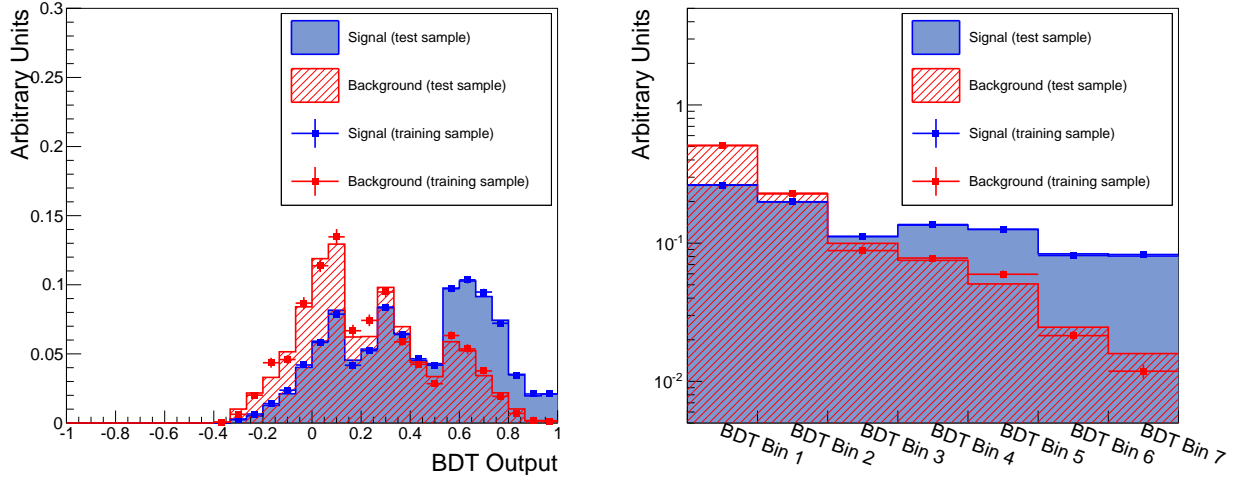 Arbitrary Units
0.3
0.25
0.2
0.15
0.1
0.05
0
Signal (test sample)
Background (test sample)
Signal (training sample)
Background (training sample)
-1 -0.8 -0.6 -0.4 -0.2 0 0.2 0.4 0.6 0.8 1
BDT Output
Arbitrary Units
1
10-1
10-2
Signal (test sample)
Background (test sample)
Signal (training sample)
Background (training sample)
BDT Bin 1
BDT Bin 2
BDT Bin 3
BDT Bin 4
BDT Bin 5
BDT Bin 6
BDT Bin 7